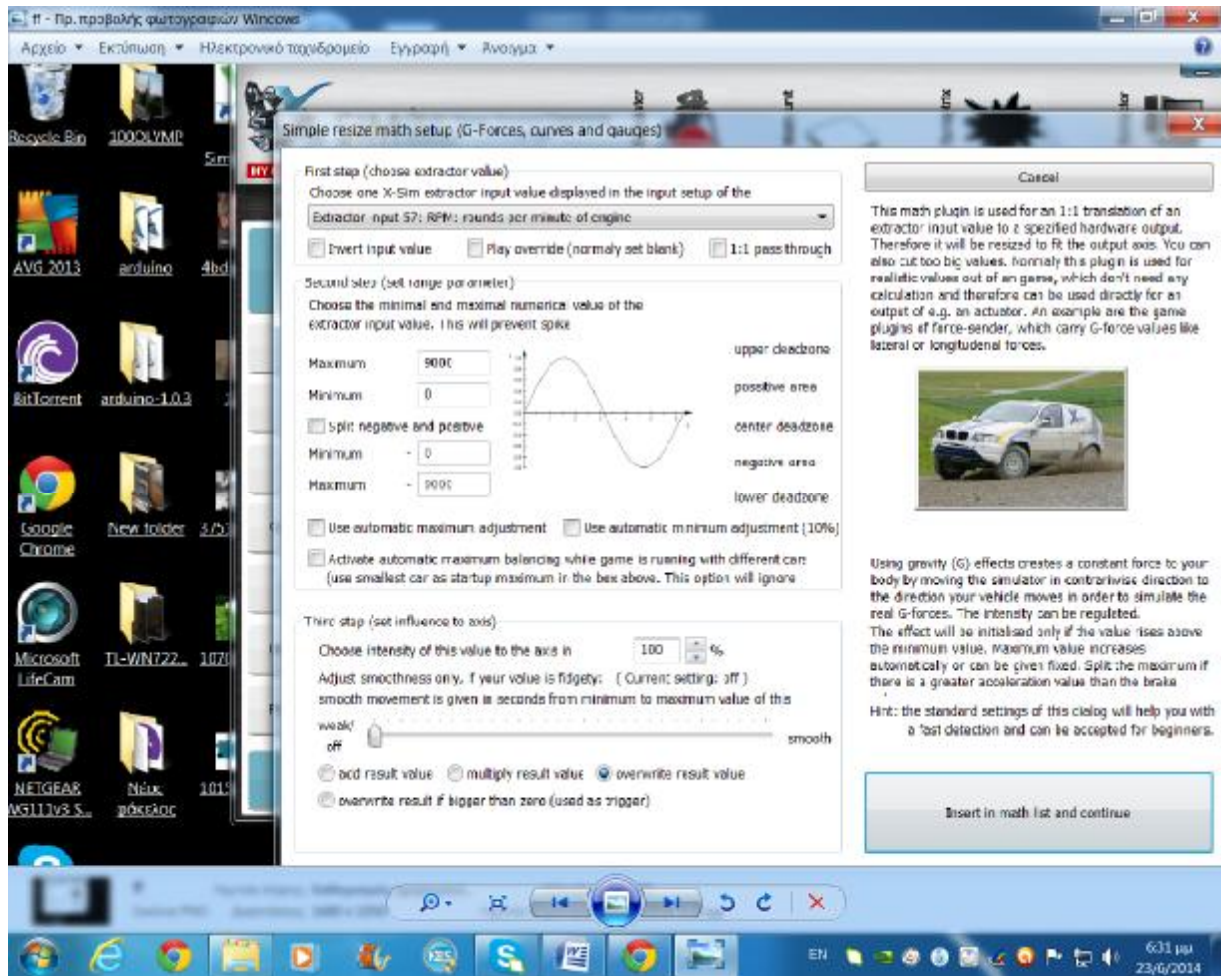 ff - Πρ. προβολής φωτογραφιών Windows
Αρχείο Εκτύπωση Ηλεκτρονικό ταχυδρομείο Εγγραφή Άνοιγμα
Recycle Bin
100OLYMP
AVG 2013
arduino
4bd
BitTorrent
arduino-1.0.3
Google Chrome
New folder
Microsoft LifeCam
TL-WN722...
NETGEAR WG111v3 S...
Νέος φάκελος
1015
MY
Simple resize math setup (G-Forces, curves and gauges)
First step (choose extractor value)
Choose one X-Sim extractor input value displayed in the input setup of the
Extractor input 57: RPM: rounds per minute of engine
Invert input value
Play override (normaly set blank)
1:1 pass through
Second step (set range parameter)
Choose the minimal and maximal numerical value of the
extractor input value. This will prevent spike
Maximum 9000
Minimum 0
Split negative and positive
Minimum - 0
Maximum - 9000
upper deadzone
possitive area
center deadzone
negative area
lower deadzone
Use automatic maximum adjustment
Use automatic minimum adjustment (10%)
Activate automatic maximum balancing while game is running with different cars
(use smallest car as startup maximum in the box above. This option will ignore
Third step (set influence to axis)
Choose intensity of this value to the axis in 100 %
Adjust smoothness only, if your value is fidgety: ( Current setting: off )
smooth movement is given in seconds from minimum to maximum value of this
weak/
off
smooth
add result value
multiply result value
overwrite result value
overwrite result if bigger than zero (used as trigger)
Cancel
This math plugin is used for an 1:1 translation of an
extractor input value to a specified hardware output.
Therefore it will be resized to fit the output axis. You can
also cut too big values. Normaly this plugin is used for
realistic values out of an game, which don't need any
calculation and therefore can be used directly for an
output of e.g. an actuator. An example are the game
plugins of force-sender, which carry G-force values like
lateral or longitudenal forces.
Using gravity (G) effects creates a constant force to your
body by moving the simulator in contrariwise direction to
the direction your vehicle moves in order to simulate the
real G-forces. The intensity can be regulated.
The effect will be initialised only if the value rises above
the minimum value. Maximum value increases
automatically or can be given fixed. Split the maximum if
there is a greater acceleration value than the brake
Hint: the standard settings of this dialog will help you with
a fast detection and can be accepted for beginners.
Insert in math list and continue
EN
6:31 μμ
23/6/2014